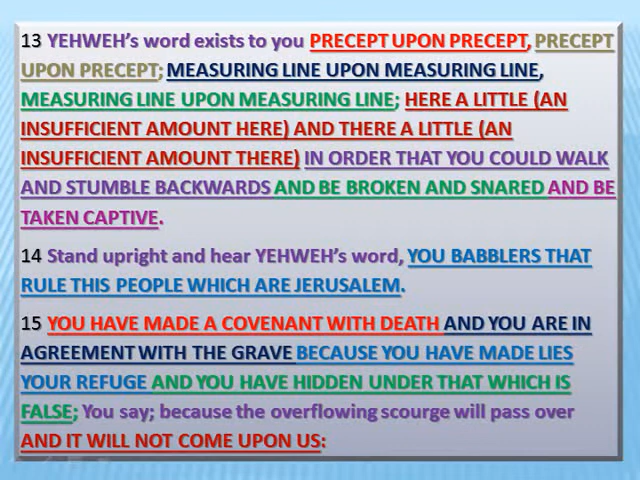 13 YEHWEH's word exists to you PRECEPT UPON PRECEPT, PRECEPT
UPON PRECEPT; MEASURING LINE UPON MEASURING LINE,
MEASURING LINE UPON MEASURING LINE; HERE A LITTLE (AN
INSUFFICIENT AMOUNT HERE) AND THERE A LITTLE (AN
INSUFFICIENT AMOUNT THERE) IN ORDER THAT YOU COULD WALK
AND STUMBLE BACKWARDS AND BE BROKEN AND SNARED AND BE
TAKEN CAPTIVE.
14 Stand upright and hear YEHWEH's word, YOU BABBLERS THAT
RULE THIS PEOPLE WHICH ARE JERUSALEM.
15 YOU HAVE MADE A COVENANT WITH DEATH AND YOU ARE IN
AGREEMENT WITH THE GRAVE BECAUSE YOU HAVE MADE LIES
YOUR REFUGE AND YOU HAVE HIDDEN UNDER THAT WHICH IS
FALSE; You say; because the overflowing scourge will pass over
AND IT WILL NOT COME UPON US: